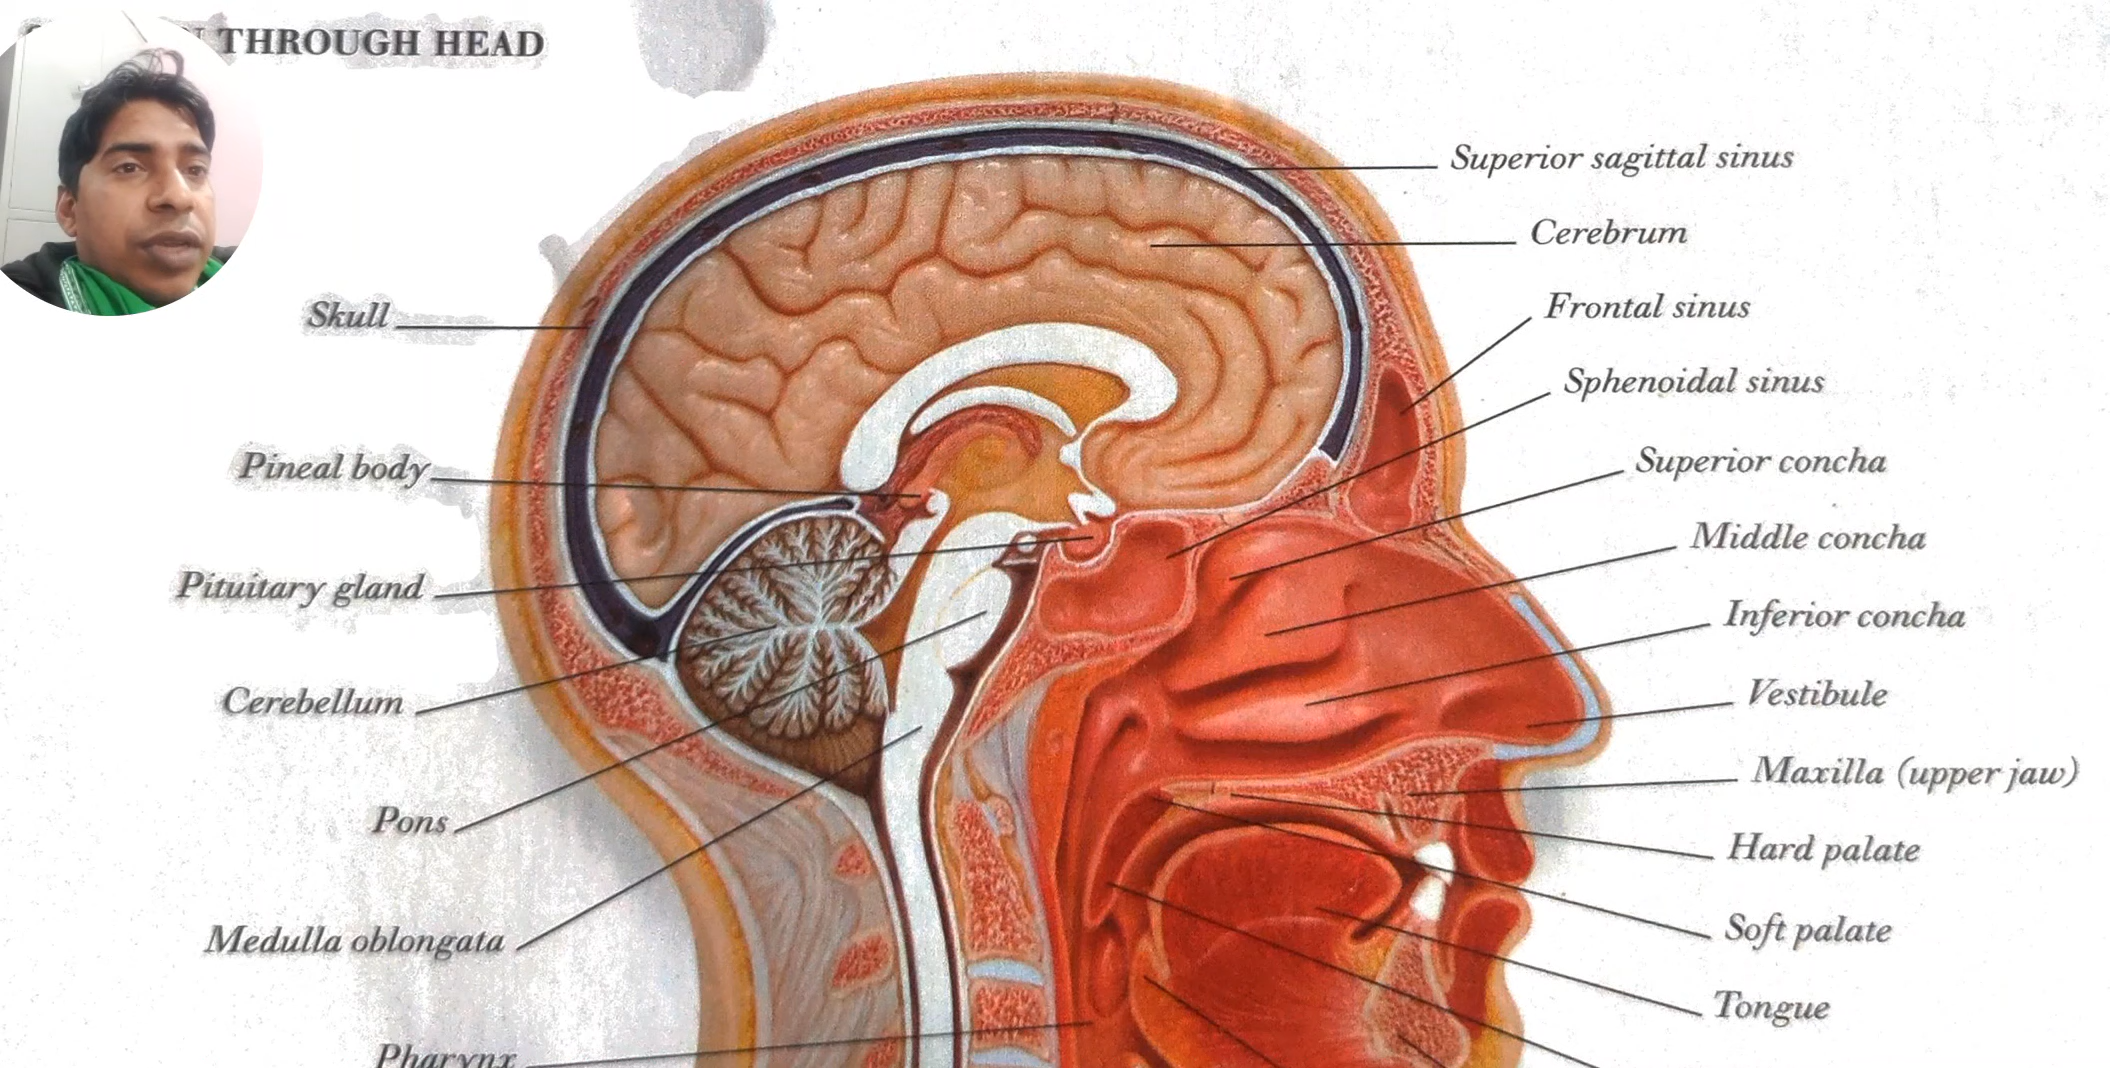 THROUGH HEAD
Superior sagittal sinus
Cerebrum
Frontal sinus
Skull
Sphenoidal sinus
Superior concha
Pineal body
Middle concha
Pituitary gland
Inferior concha
Vestibule
Cerebellum
Maxilla (upper jaw)
Pons
Hard palate
Soft palate
Medulla oblongata
Tongue
Pharynx